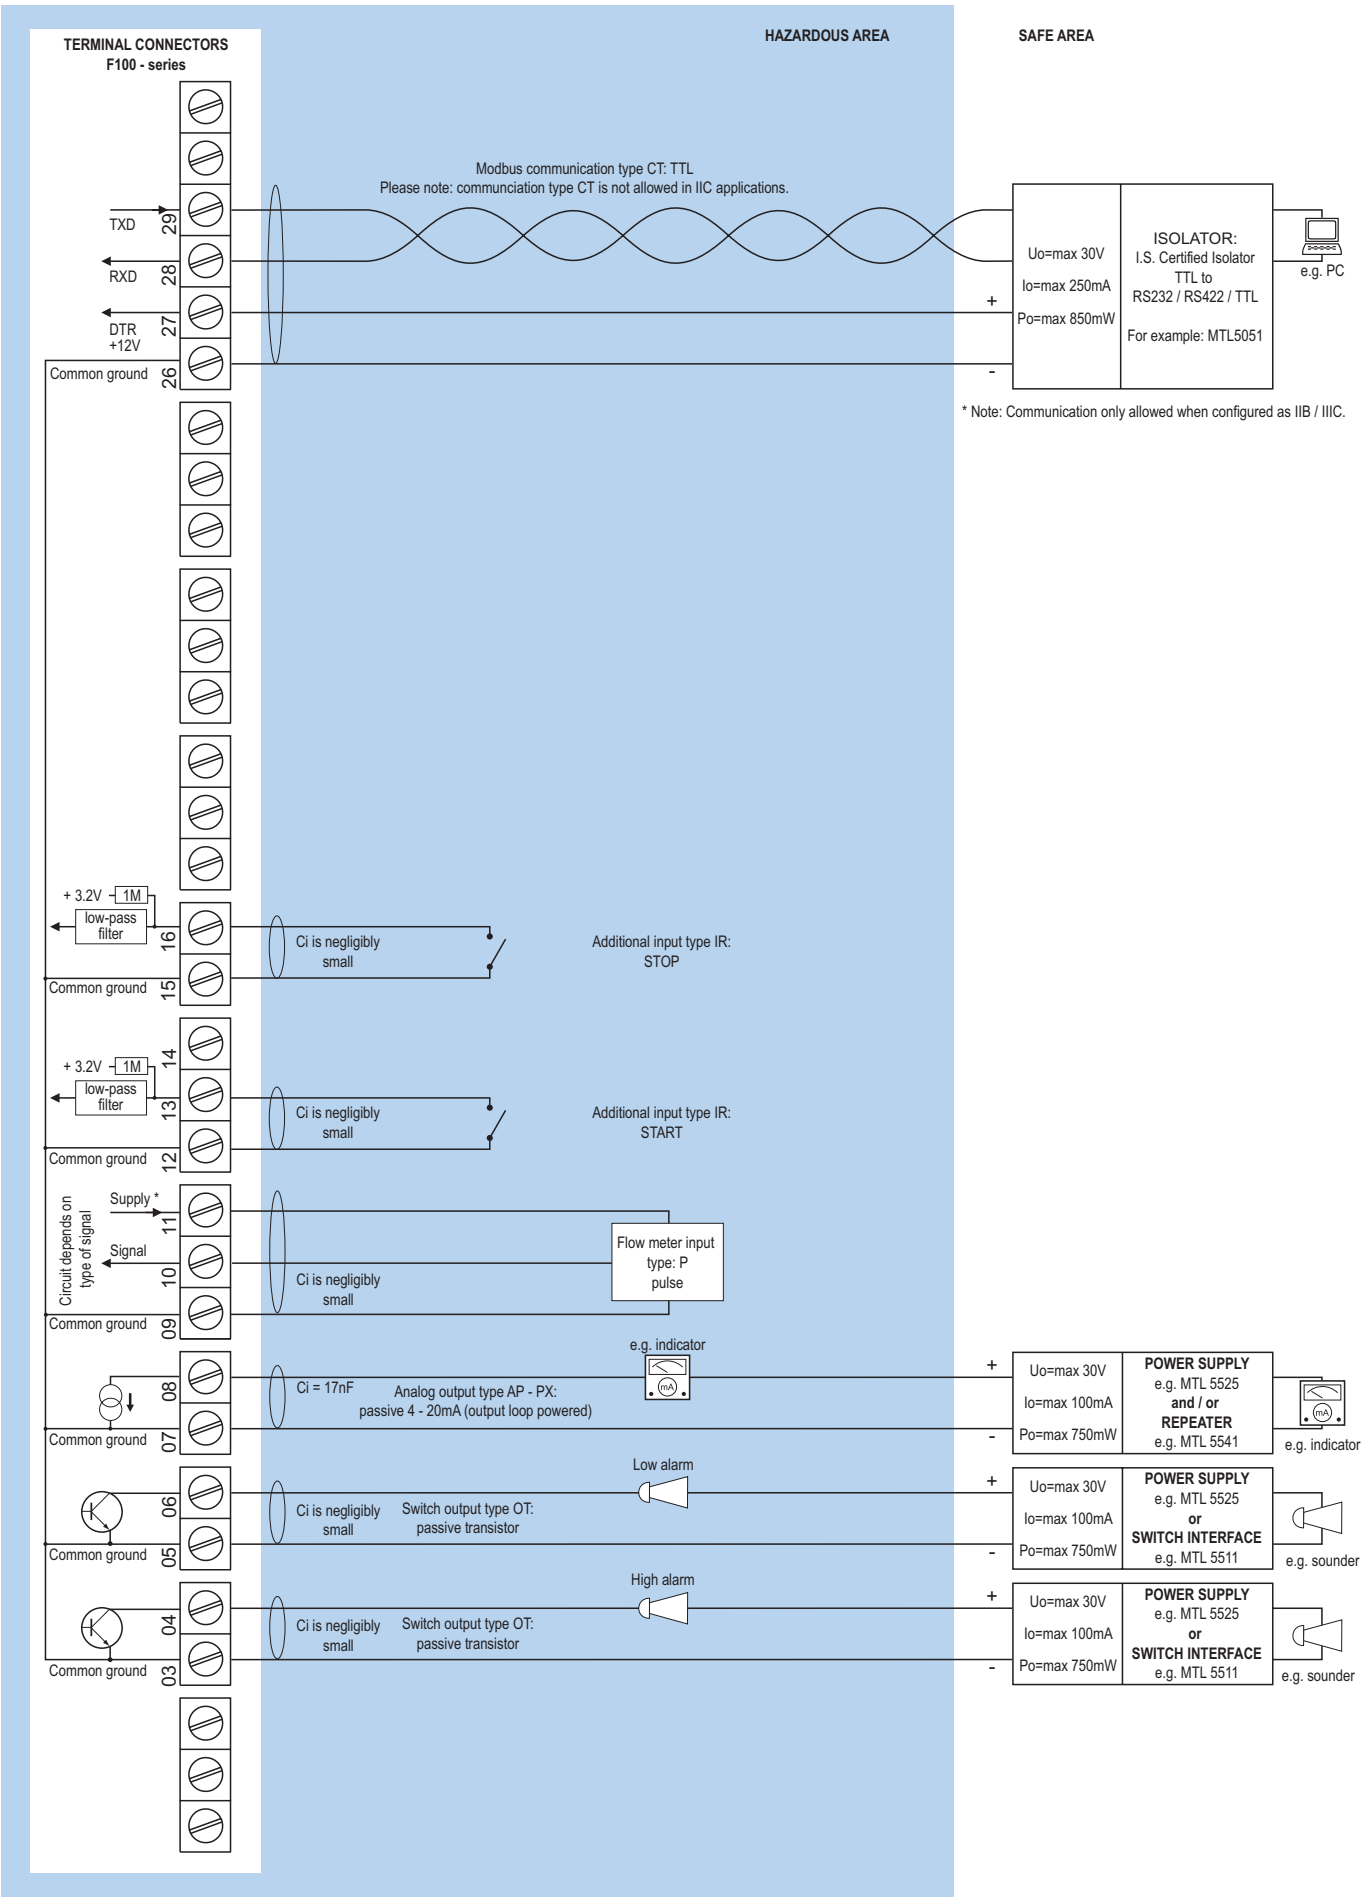 HAZARDOUS AREA
SAFE AREA
TERMINAL CONNECTORS
F100 - series
Modbus communication type CT: TTL
Please note: communciation type CT is not allowed in IIC applications.
TXD
29
RXD
28
DTR
+12V
27
Common ground
26
+
-
Uo=max 30V
Io=max 250mA
Po=max 850mW
ISOLATOR:
I.S. Certified Isolator
TTL to
RS232 / RS422 / TTL
For example: MTL5051
e.g. PC
* Note: Communication only allowed when configured as IIB / IIIC.
+ 3.2V
1M
low-pass
filter
16
Common ground
15
Ci is negligibly
small
Additional input type IR:
STOP
14
+ 3.2V
1M
low-pass
filter
13
Common ground
12
Ci is negligibly
small
Additional input type IR:
START
Circuit depends on
type of signal
Supply *
11
Signal
10
Common ground
09
Ci is negligibly
small
Flow meter input
type: P
pulse
08
Common ground
07
Ci = 17nF
Analog output type AP - PX:
passive 4 - 20mA (output loop powered)
e.g. indicator
mA
+
-
Uo=max 30V
Io=max 100mA
Po=max 750mW
POWER SUPPLY
e.g. MTL 5525
and / or
REPEATER
e.g. MTL 5541
mA
e.g. indicator
06
Common ground
05
Ci is negligibly
small
Switch output type OT:
passive transistor
Low alarm
+
-
Uo=max 30V
Io=max 100mA
Po=max 750mW
POWER SUPPLY
e.g. MTL 5525
or
SWITCH INTERFACE
e.g. MTL 5511
e.g. sounder
04
Common ground
03
Ci is negligibly
small
Switch output type OT:
passive transistor
High alarm
+
-
Uo=max 30V
Io=max 100mA
Po=max 750mW
POWER SUPPLY
e.g. MTL 5525
or
SWITCH INTERFACE
e.g. MTL 5511
e.g. sounder